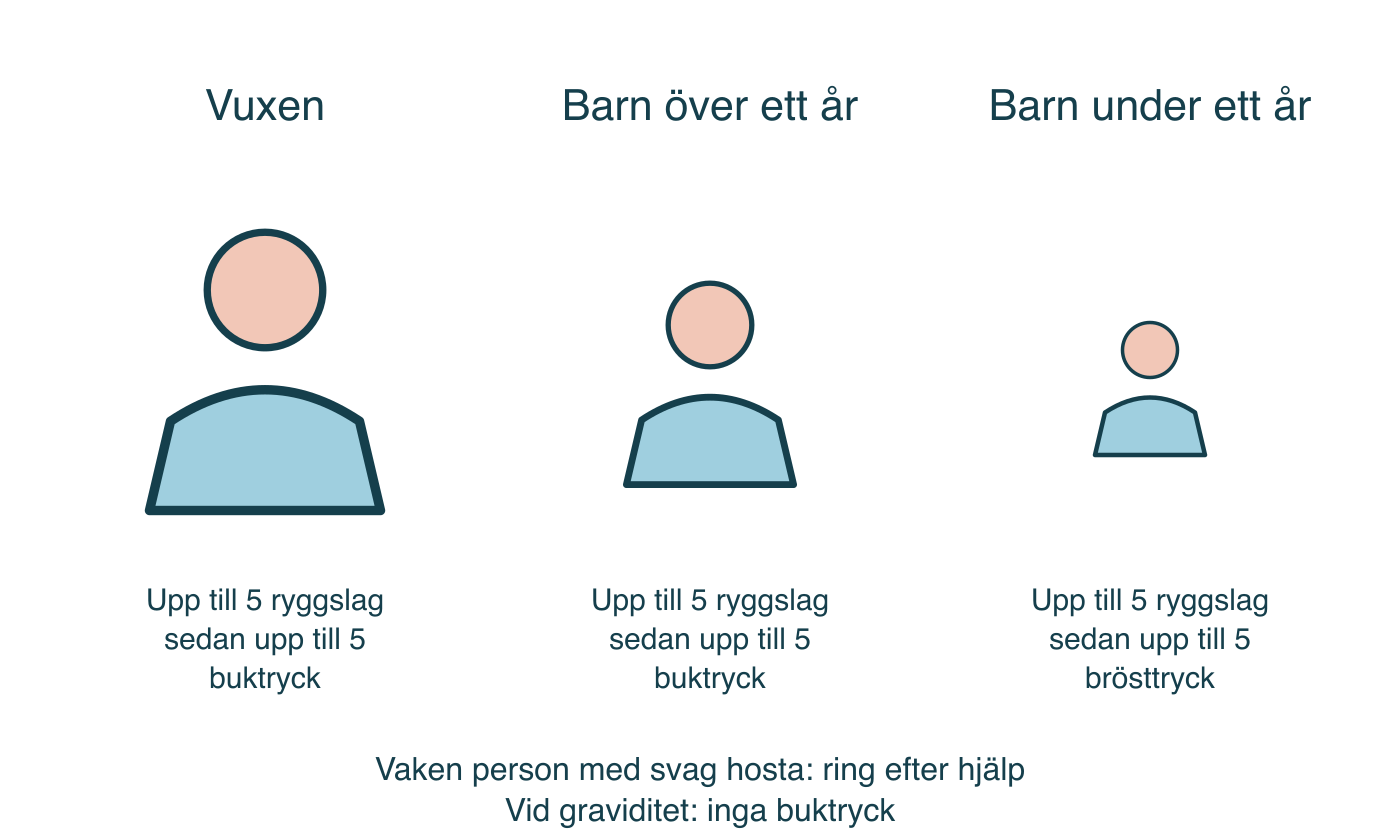 Vuxen
Barn över ett år
Barn under ett år
Upp till 5 ryggslag
sedan upp till 5
buktryck
Upp till 5 ryggslag
sedan upp till 5
buktryck
Upp till 5 ryggslag
sedan upp till 5
brösttryck
Vaken person med svag hosta: ring efter hjälp
Vid graviditet: inga buktryck